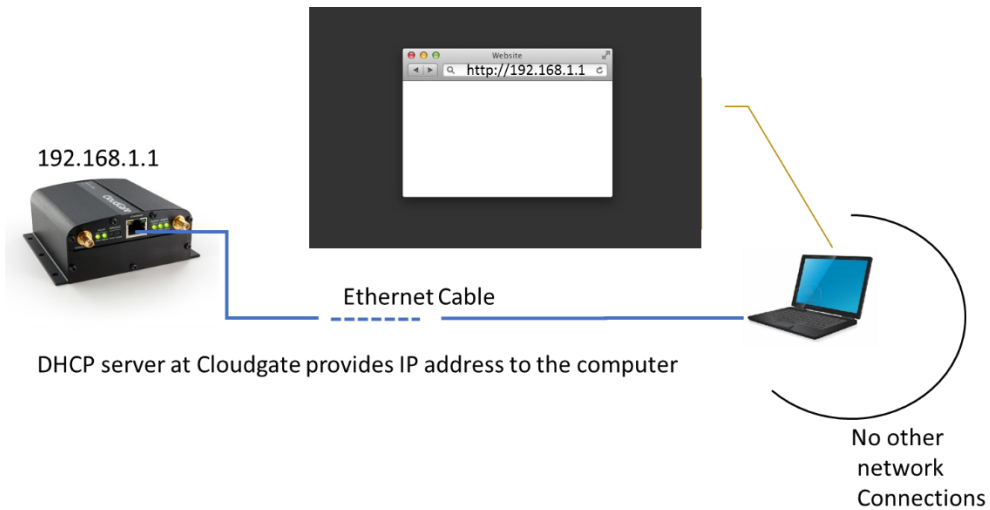 Website
http://192.168.1.1
192.168.1.1
CloudGate
Ethernet Cable
DHCP server at Cloudgate provides IP address to the computer
No other
network
Connections